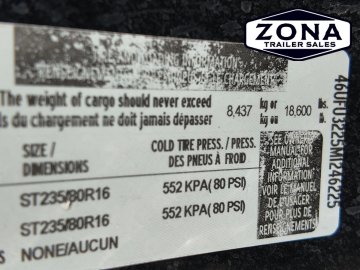 ZONA
TRAILER SALES
RENSEIGNEMENTS
LE CHARGEMENT
The weight of cargo should never exceed 8,437 kg or 18,600 lbs.
du chargement ne doit jamais dépasser kg ou
SIZE / DIMENSIONS
COLD TIRE PRESS./PRESS. DES PNEUS À FROID
SEE OWNER'S
MANUAL FOR
ADDITIONAL
INFORMATION
VOIR LE MANUEL
DE L'USAGER
POUR PLUS DE
RENSEIGNEMENTS
ST235/80R16 552 KPA( 80 PSI)
ST235/80R16 552 KPA( 80 PSI)
NONE/AUCUN